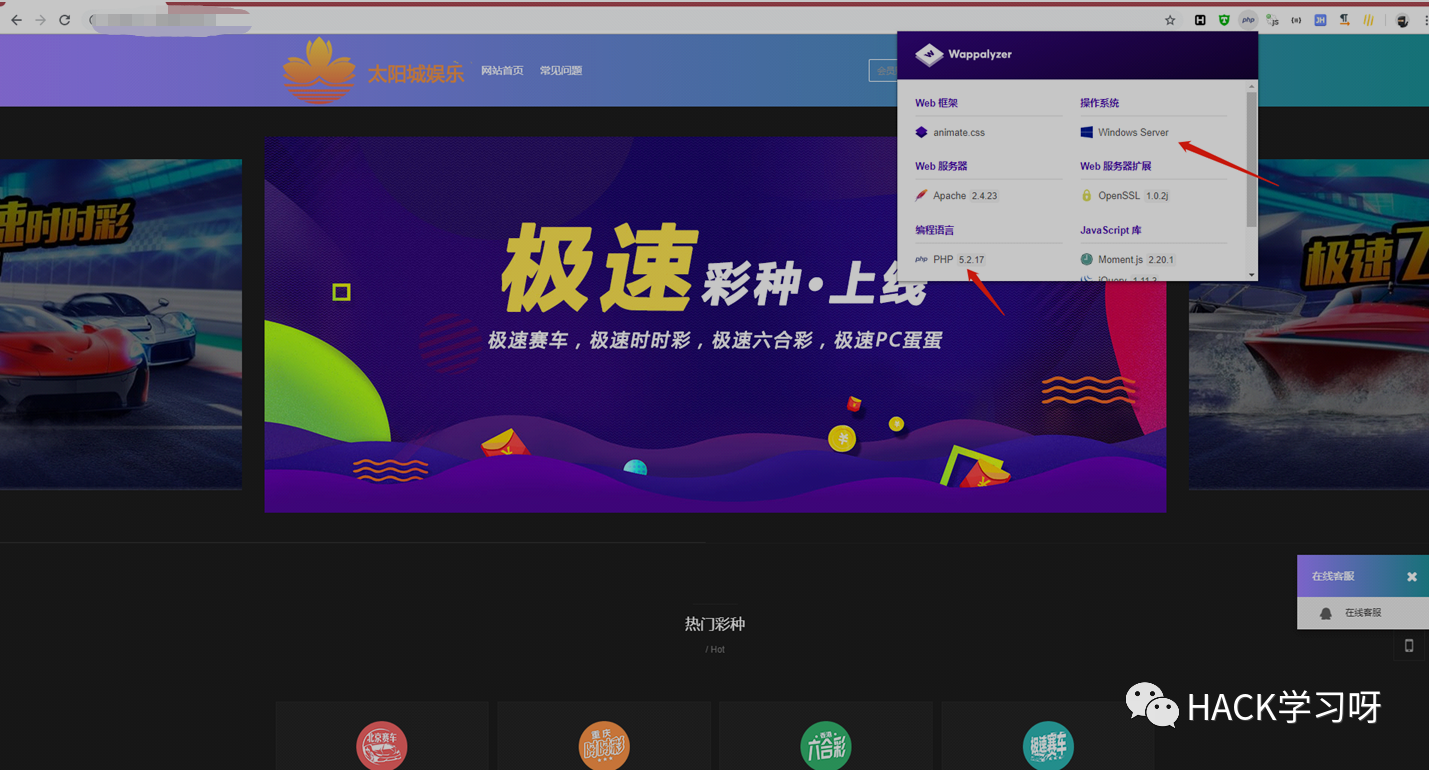 php
JS
JH
Wappalyzer
太阳城娱乐
网站首页
常见问题
Web 框架
操作系统
animate.css
Windows Server
Web 服务器
Web 服务器扩展
Apache 2.4.23
OpenSSL 1.0.2j
编程语言
JavaScript 库
php PHP 5.2.17
Moment.js 2.20.1
jQuery 1.11.3
速时时彩
极速
极速彩种·上线
极速赛车，极速时时彩，极速六合彩，极速PC蛋蛋
在线客服
在线客服
热门彩种
/ Hot
北京赛车
重庆
时时彩
香港
六合彩
极速赛车
HACK学习呀